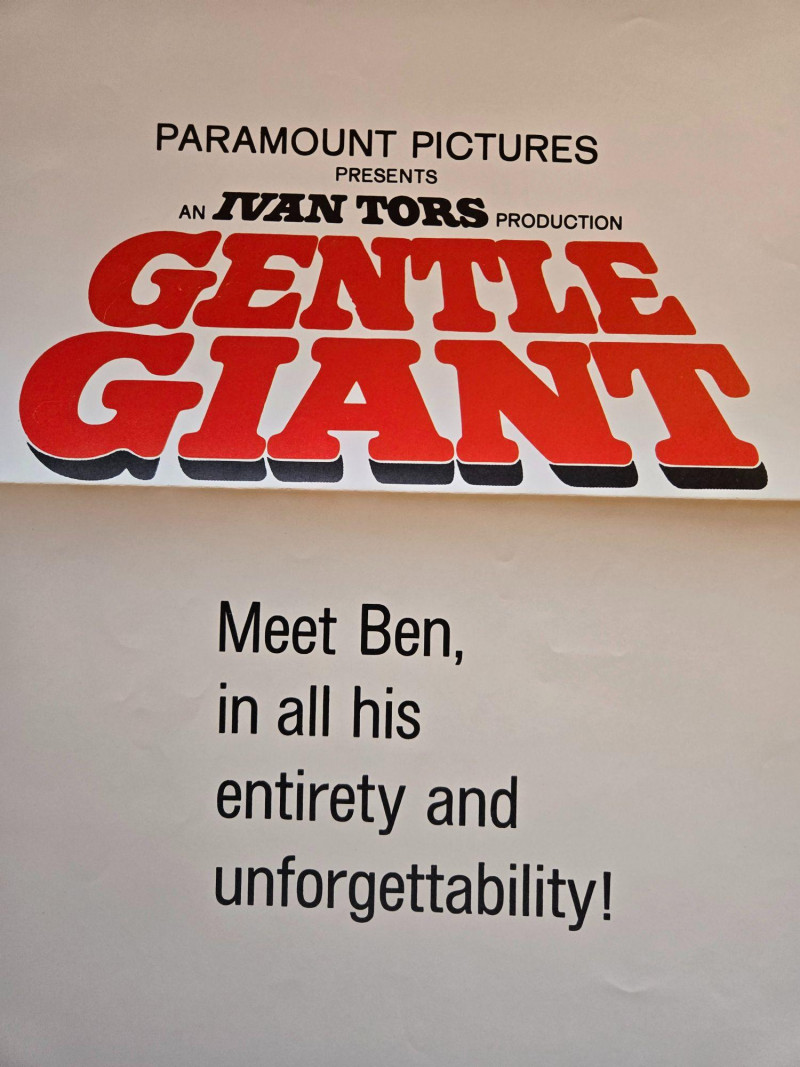 PARAMOUNT PICTURES
PRESENTS
AN IVAN TORS PRODUCTION
GENTLE
GIANT
Meet Ben,
in all his
entirety and
unforgettability!